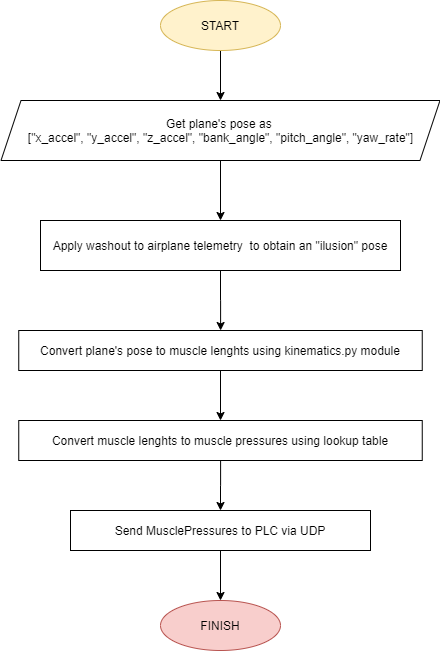 START
Get plane's pose as
["x_accel", "y_accel", "z_accel", "bank_angle", "pitch_angle", "yaw_rate"]
Apply washout to airplane telemetry  to obtain an "ilusion" pose
Convert plane's pose to muscle lenghts using kinematics.py module
Convert muscle lenghts to muscle pressures using lookup table
Send MusclePressures to PLC via UDP
FINISH